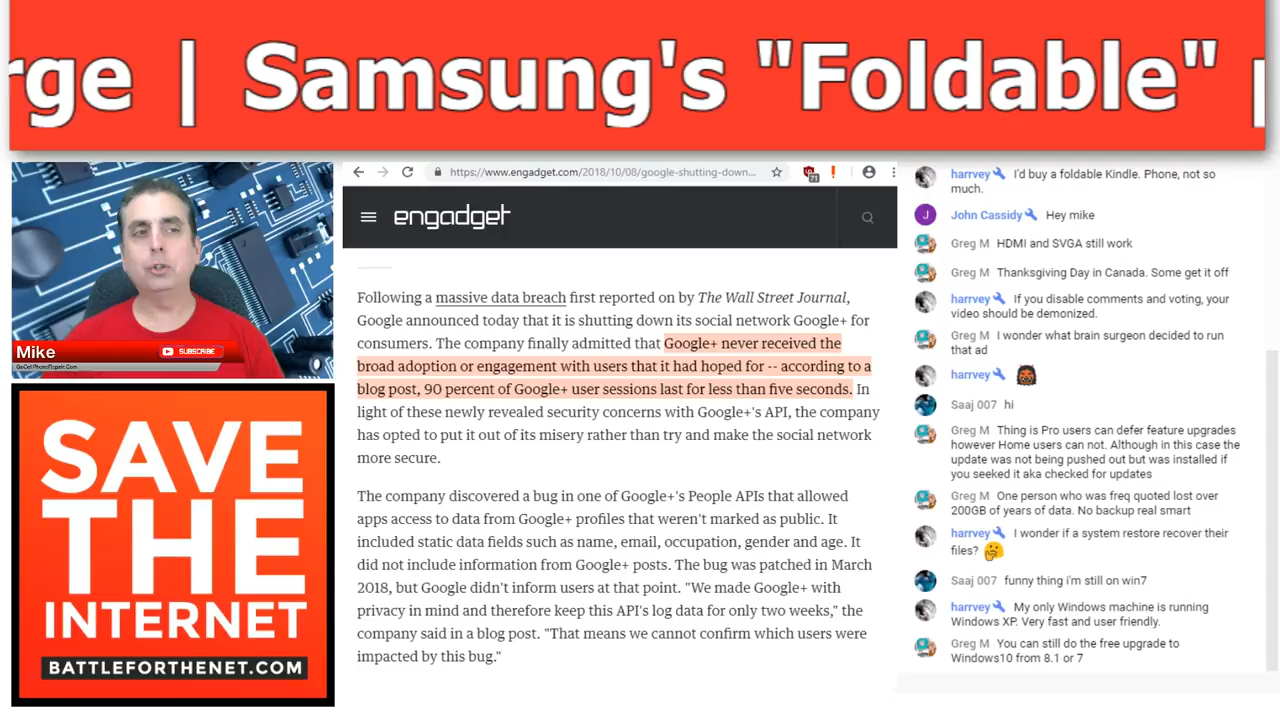 rge | Samsung's "Foldable" p
Mike
SUBSCRIBE
GoCellPhoneRepair.Com
SAVE
THE
INTERNET
BATTLEFORTHENET.COM
https://www.engadget.com/2018/10/08/google-shutting-down...
71
engadget
Following a massive data breach first reported on by The Wall Street Journal,
Google announced today that it is shutting down its social network Google+ for
consumers. The company finally admitted that Google+ never received the
broad adoption or engagement with users that it had hoped for -- according to a
blog post, 90 percent of Google+ user sessions last for less than five seconds. In
light of these newly revealed security concerns with Google+'s API, the company
has opted to put it out of its misery rather than try and make the social network
more secure.
The company discovered a bug in one of Google+'s People APIs that allowed
apps access to data from Google+ profiles that weren't marked as public. It
included static data fields such as name, email, occupation, gender and age. It
did not include information from Google+ posts. The bug was patched in March
2018, but Google didn't inform users at that point. "We made Google+ with
privacy in mind and therefore keep this API's log data for only two weeks," the
company said in a blog post. "That means we cannot confirm which users were
impacted by this bug."
harrvey I'd buy a foldable Kindle. Phone, not so
much.
J
John Cassidy Hey mike
Greg M HDMI and SVGA still work
Greg M Thanksgiving Day in Canada. Some get it off
harrvey If you disable comments and voting, your
video should be demonized.
Greg M I wonder what brain surgeon decided to run
that ad
harrvey
Saaj 007 hi
Greg M Thing is Pro users can defer feature upgrades
however Home users can not. Although in this case the
update was not being pushed out but was installed if
you seeked it aka checked for updates
Greg M One person who was freq quoted lost over
200GB of years of data. No backup real smart
harrvey I wonder if a system restore recover their
files?
Saaj 007 funny thing i'm still on win7
harrvey My only Windows machine is running
Windows XP. Very fast and user friendly.
Greg M You can still do the free upgrade to
Windows10 from 8.1 or 7